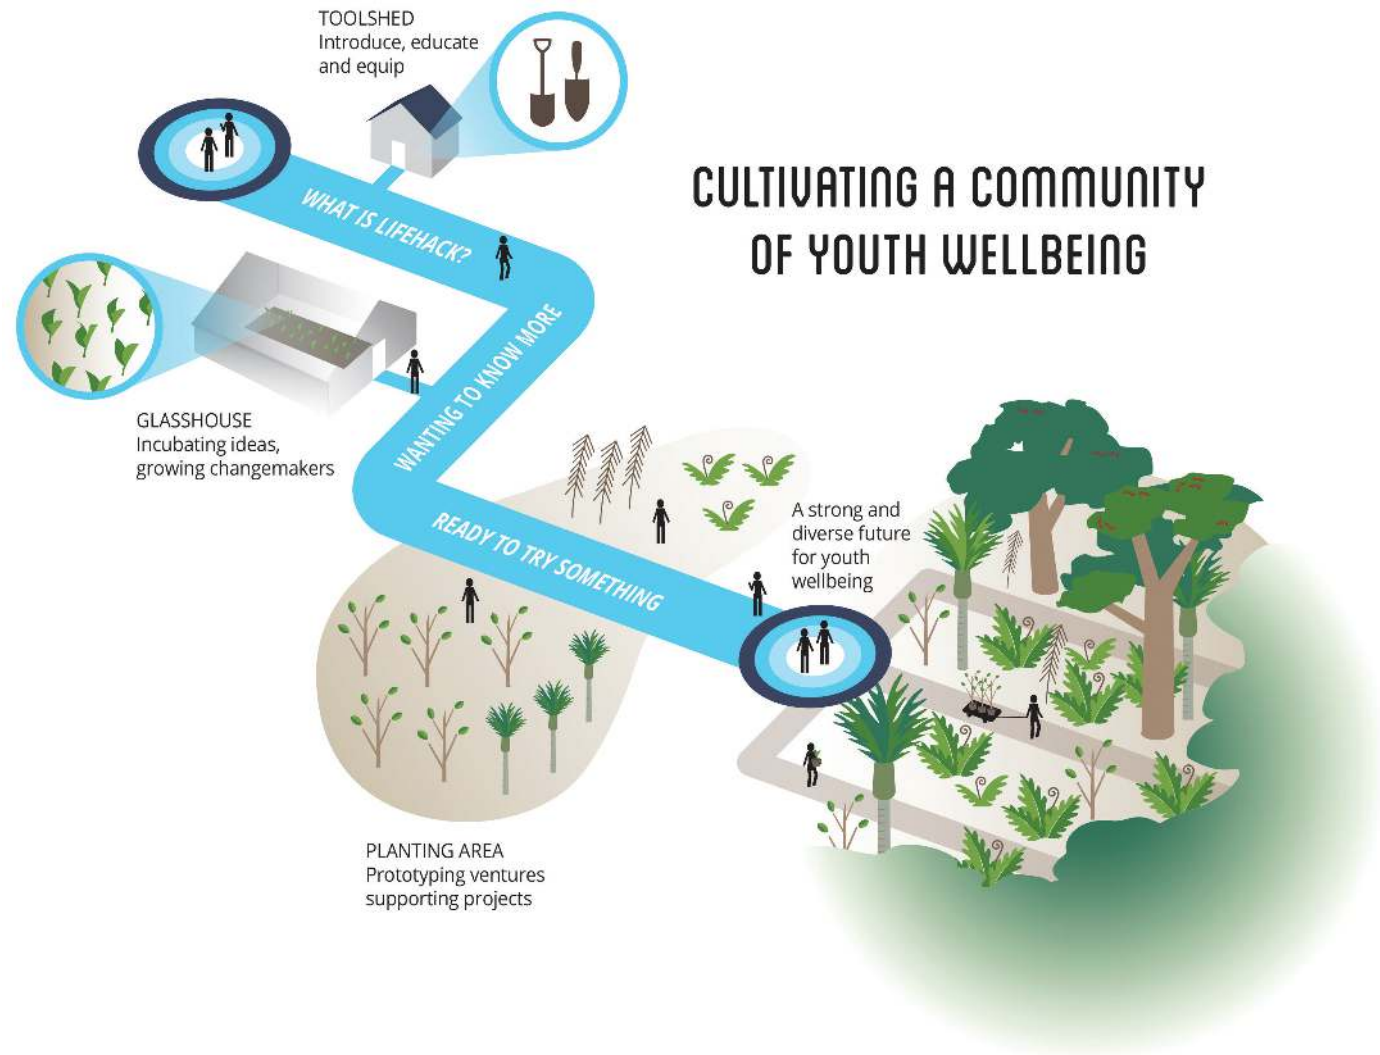 TOOLSHED
Introduce, educate
and equip
CULTIVATING A COMMUNITY
OF YOUTH WELLBEING
WHAT IS LIFEHACK?
WANTING TO KNOW MORE
GLASSHOUSE
Incubating ideas,
growing changemakers
READY TO TRY SOMETHING
A strong and
diverse future
for youth
wellbeing
PLANTING AREA
Prototyping ventures
supporting projects